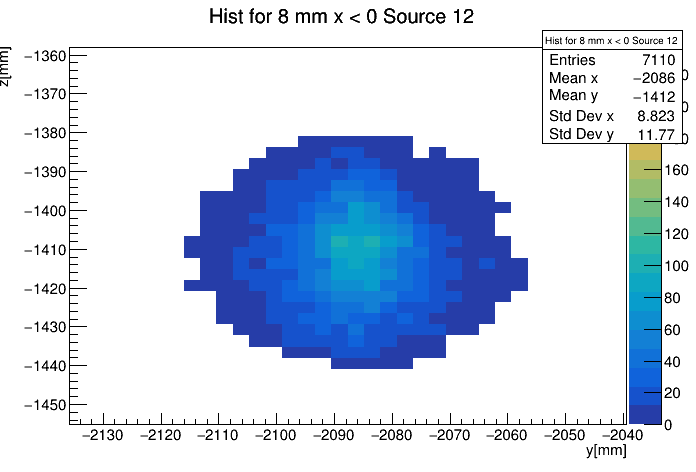 Hist for 8 mm x < 0 Source 12
Hist for 8 mm x < 0 Source 12
Entries 7110
Mean x −2086
Mean y −1412
Std Dev x 8.823
Std Dev y 11.77
z[mm]
−1360
−1370
−1380
−1390
−1400
−1410
−1420
−1430
−1440
−1450
−2130 −2120 −2110 −2100 −2090 −2080 −2070 −2060 −2050 −2040
y[mm]
160
140
120
100
80
60
40
20
0